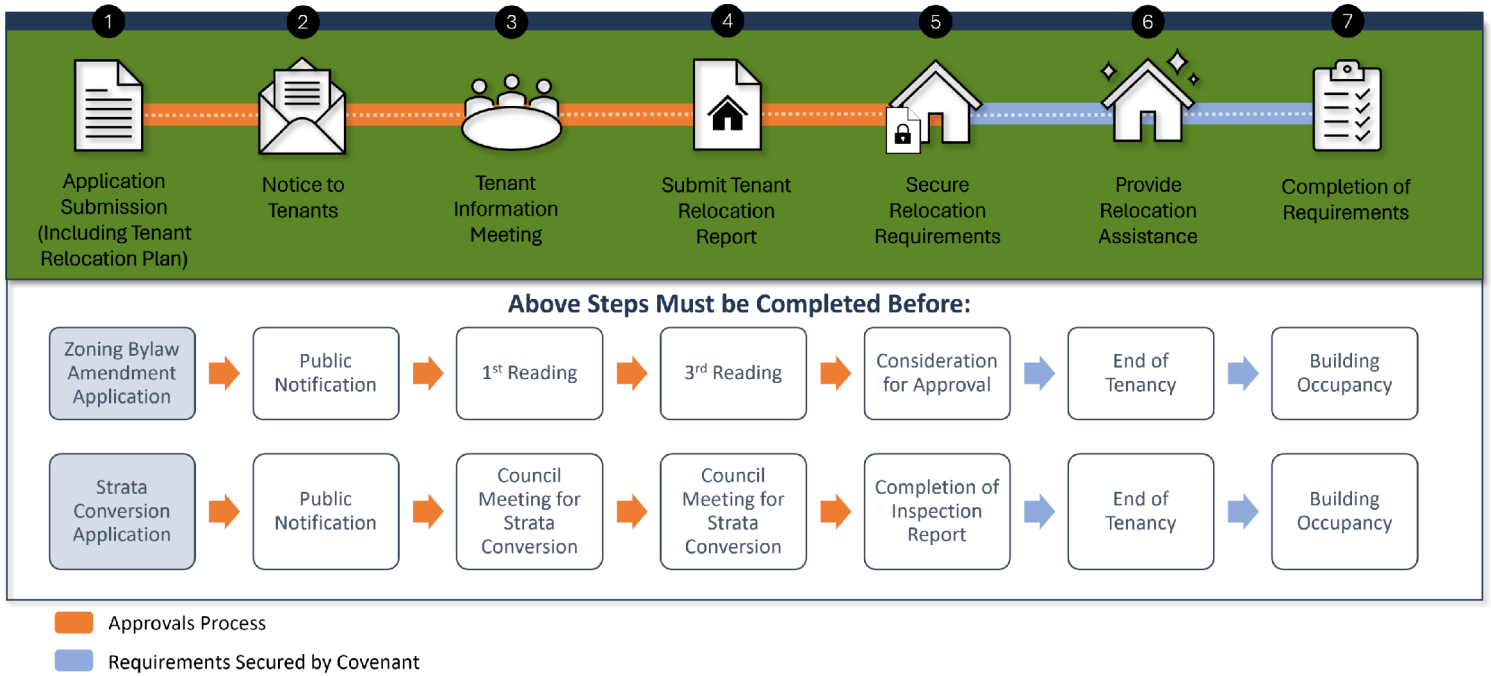 1
2
3
4
5
6
7
Application
Submission
(Including Tenant
Relocation Plan)
Notice to
Tenants
Tenant
Information
Meeting
Submit Tenant
Relocation
Report
Secure
Relocation
Requirements
Provide
Relocation
Assistance
Completion of
Requirements
Above Steps Must be Completed Before:
Zoning Bylaw
Amendment
Application
Public
Notification
1st Reading
3rd Reading
Consideration
for Approval
End of
Tenancy
Building
Occupancy
Strata
Conversion
Application
Public
Notification
Council
Meeting for
Strata
Conversion
Council
Meeting for
Strata
Conversion
Completion of
Inspection
Report
End of
Tenancy
Building
Occupancy
Approvals Process
Requirements Secured by Covenant